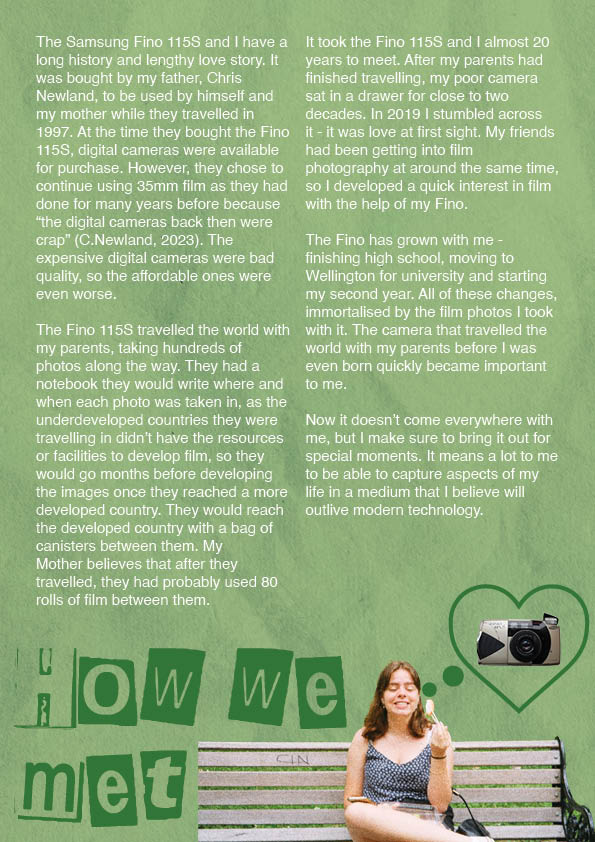 The Samsung Fino 115S and I have a
long history and lengthy love story. It
was bought by my father, Chris
Newland, to be used by himself and
my mother while they travelled in
1997. At the time they bought the Fino
115S, digital cameras were available
for purchase. However, they chose to
continue using 35mm film as they had
done for many years before because
“the digital cameras back then were
crap” (C.Newland, 2023). The
expensive digital cameras were bad
quality, so the affordable ones were
even worse.
The Fino 115S travelled the world with
my parents, taking hundreds of
photos along the way. They had a
notebook they would write where and
when each photo was taken in, as the
underdeveloped countries they were
travelling in didn’t have the resources
or facilities to develop film, so they
would go months before developing
the images once they reached a more
developed country. They would reach
the developed country with a bag of
canisters between them. My
Mother believes that after they
travelled, they had probably used 80
rolls of film between them.
It took the Fino 115S and I almost 20
years to meet. After my parents had
finished travelling, my poor camera
sat in a drawer for close to two
decades. In 2019 I stumbled across
it - it was love at first sight. My friends
had been getting into film
photography at around the same time,
so I developed a quick interest in film
with the help of my Fino.
The Fino has grown with me -
finishing high school, moving to
Wellington for university and starting
my second year. All of these changes,
immortalised by the film photos I took
with it. The camera that travelled the
world with my parents before I was
even born quickly became important
to me.
Now it doesn’t come everywhere with
me, but I make sure to bring it out for
special moments. It means a lot to me
to be able to capture aspects of my
life in a medium that I believe will
outlive modern technology.
How we
met